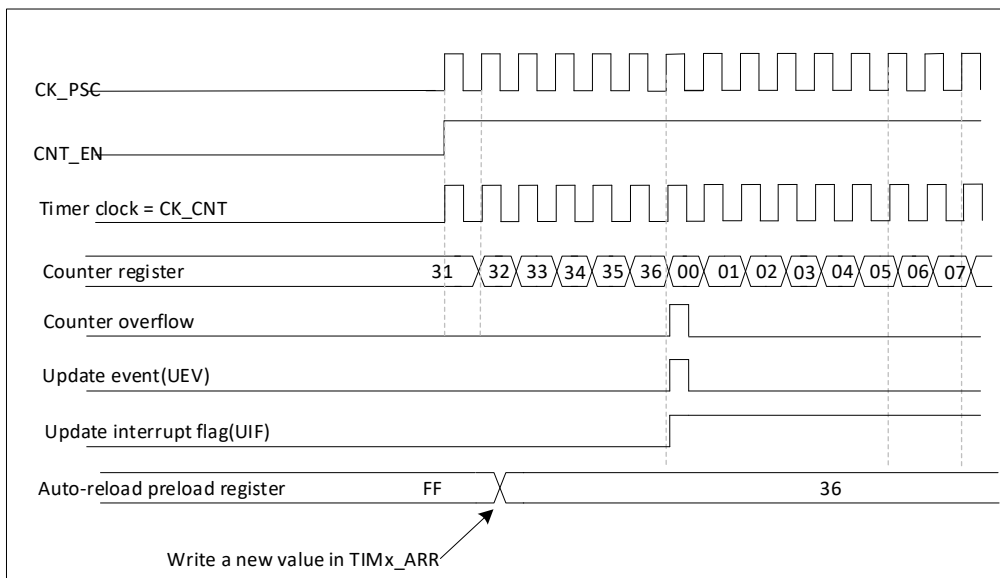 CK_PSC
CNT_EN
Timer clock = CK_CNT
Counter register 31 32 33 34 35 36 00 01 02 03 04 05 06 07
Counter overflow
Update event(UEV)
Update interrupt flag(UIF)
Auto-reload preload register FF 36
Write a new value in TIMx_ARR